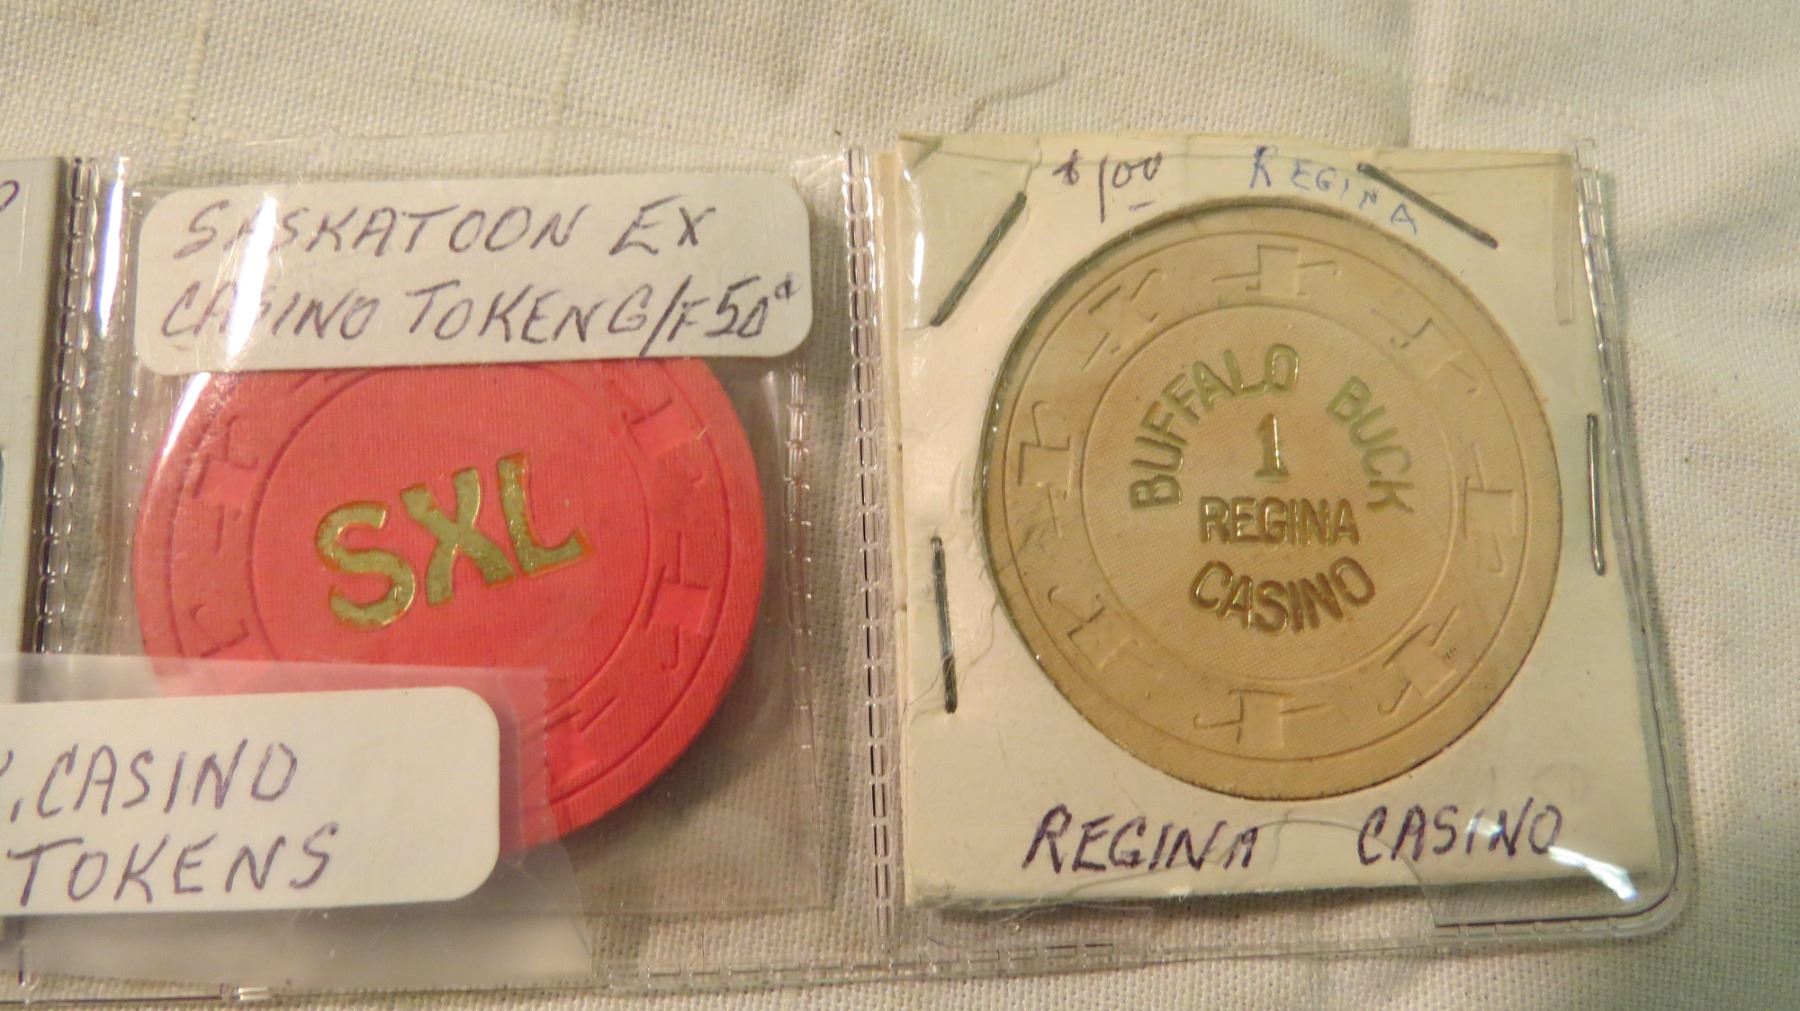 SASKATOON EX
CASINO TOKEN G/F 50¢
SXL
CASINO
TOKENS
$1.00 REGINA
BUFFALO BUCK
1
REGINA
CASINO
REGINA CASINO